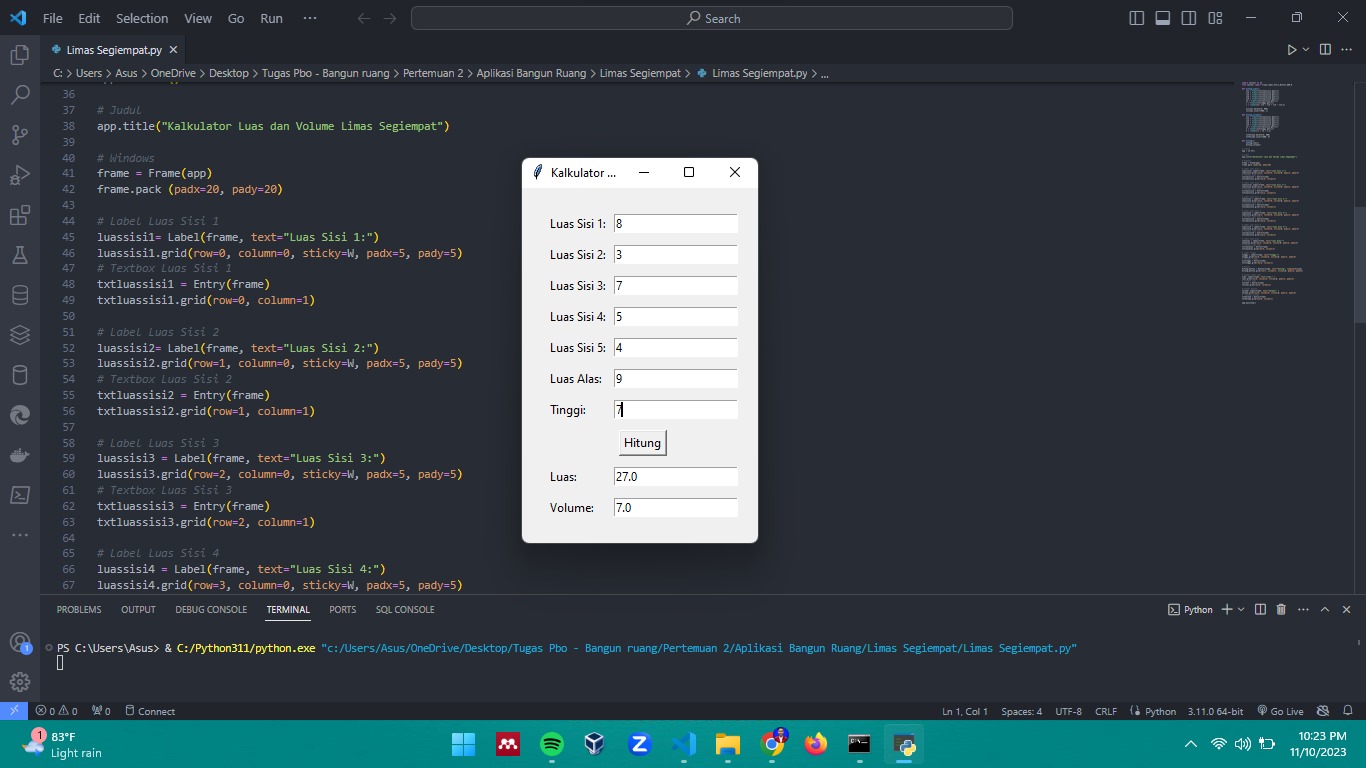 File Edit Selection View Go Run ··· Search
Limas Segiempat.py
C: > Users > Asus > OneDrive > Desktop > Tugas Pbo - Bangun ruang > Pertemuan 2 > Aplikasi Bangun Ruang > Limas Segiempat > Limas Segiempat.py > ...
36
37 # Judul
38 app.title("Kalkulator Luas dan Volume Limas Segiempat")
39
40 # Windows
41 frame = Frame(app)
42 frame.pack (padx=20, pady=20)
43
44 # Label Luas Sisi 1
45 luassisi1= Label(frame, text="Luas Sisi 1:")
46 luassisi1.grid(row=0, column=0, sticky=W, padx=5, pady=5)
47 # Textbox Luas Sisi 1
48 txtluassisi1 = Entry(frame)
49 txtluassisi1.grid(row=0, column=1)
50
51 # Label Luas Sisi 2
52 luassisi2= Label(frame, text="Luas Sisi 2:")
53 luassisi2.grid(row=1, column=0, sticky=W, padx=5, pady=5)
54 # Textbox Luas Sisi 2
55 txtluassisi2 = Entry(frame)
56 txtluassisi2.grid(row=1, column=1)
57
58 # Label Luas Sisi 3
59 luassisi3 = Label(frame, text="Luas Sisi 3:")
60 luassisi3.grid(row=2, column=0, sticky=W, padx=5, pady=5)
61 # Textbox Luas Sisi 3
62 txtluassisi3 = Entry(frame)
63 txtluassisi3.grid(row=2, column=1)
64
65 # Label Luas Sisi 4
66 luassisi4 = Label(frame, text="Luas Sisi 4:")
67 luassisi4.grid(row=3, column=0, sticky=W, padx=5, pady=5)
Kalkulator ...
Luas Sisi 1: 8
Luas Sisi 2: 3
Luas Sisi 3: 7
Luas Sisi 4: 5
Luas Sisi 5: 4
Luas Alas: 9
Tinggi: 7
Hitung
Luas: 27.0
Volume: 7.0
PROBLEMS OUTPUT DEBUG CONSOLE TERMINAL PORTS SQL CONSOLE Python
PS C:\Users\Asus> & C:/Python311/python.exe "c:/Users/Asus/OneDrive/Desktop/Tugas Pbo - Bangun ruang/Pertemuan 2/Aplikasi Bangun Ruang/Limas Segiempat/Limas Segiempat.py"
1
0 0 0 Connect Ln 1, Col 1 Spaces: 4 UTF-8 CRLF Python 3.11.0 64-bit Go Live
1 83°F
Light rain
10:23 PM
11/10/2023